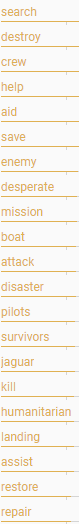 search
destroy
crew
help
aid
save
enemy
desperate
mission
boat
attack
disaster
pilots
survivors
jaguar
kill
humanitarian
landing
assist
restore
repair